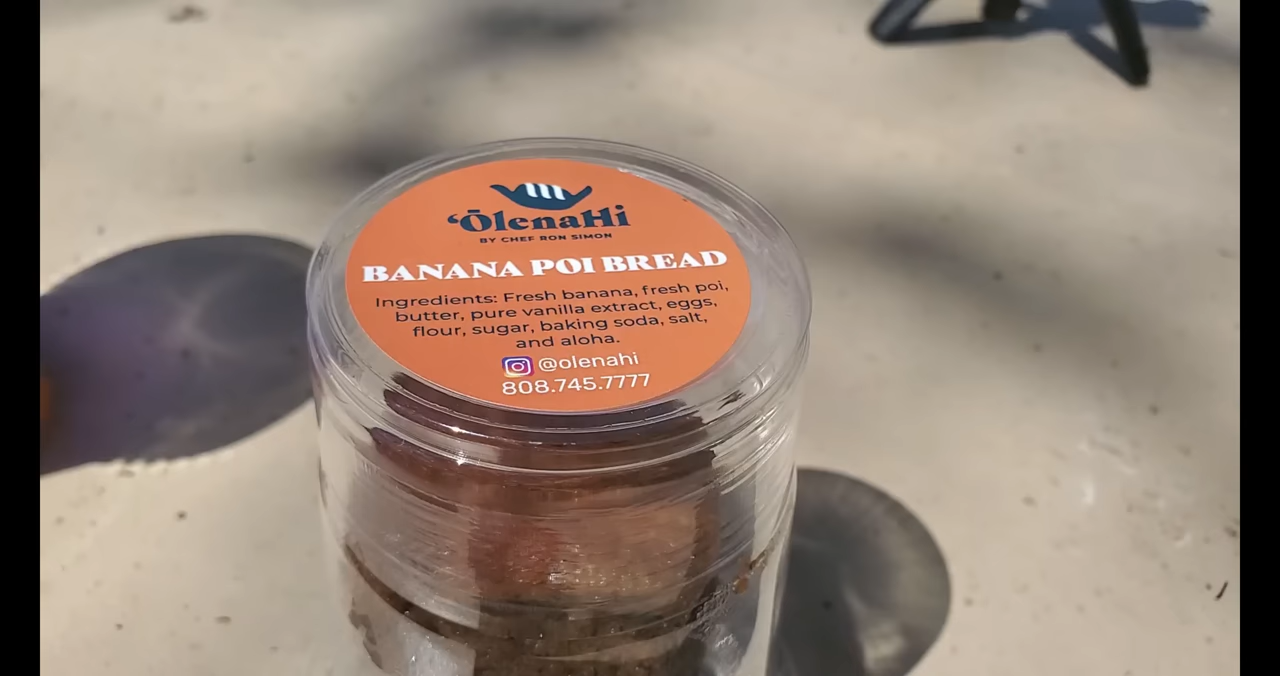 ‘ŌlenaHi
BY CHEF RON SIMON
BANANA POI BREAD
Ingredients: Fresh banana, fresh poi,
butter, pure vanilla extract, eggs,
flour, sugar, baking soda, salt,
and aloha.
@olenahi
808.745.7777